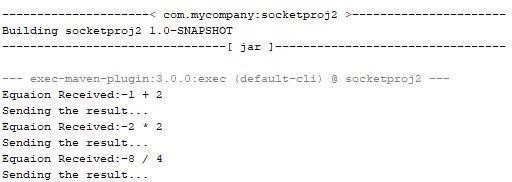 --------------------< com.mycompany:socketproj2 >---------------------
Building socketproj2 1.0-SNAPSHOT
--------------------------------[ jar ]---------------------------------
--- exec-maven-plugin:3.0.0:exec (default-cli) @ socketproj2 ---
Equaion Received:-1 + 2
Sending the result...
Equaion Received:-2 * 2
Sending the result...
Equaion Received:-8 / 4
Sending the result...